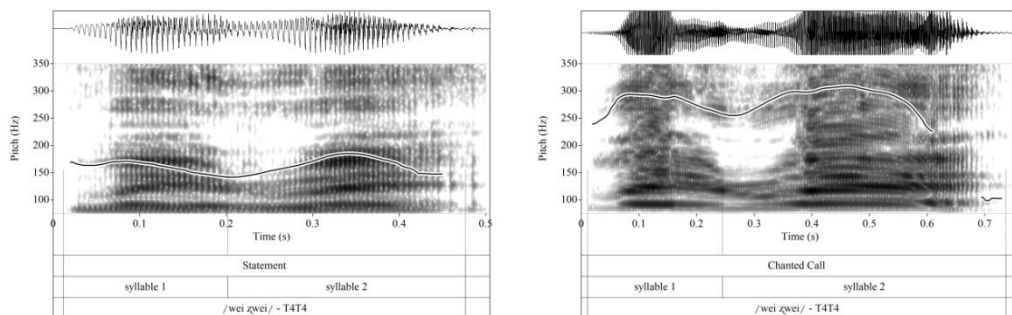 350
300
250
200
150
100
Pitch (Hz)
0
0.1
0.2
0.3
0.4
0.5
Time (s)
Statement
syllable 1 syllable 2
/wei ʐwei/ - T4T4
350
300
250
200
150
100
Pitch (Hz)
0
0.1
0.2
0.3
0.4
0.5
0.6
0.7
Time (s)
Chanted Call
syllable 1 syllable 2
/wei ʐwei/ - T4T4